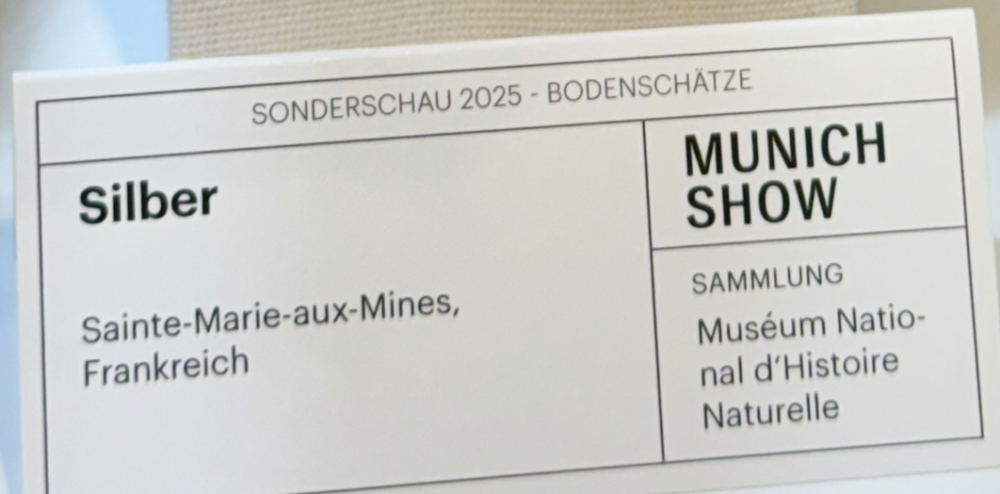 SONDERSCHAU 2025 - BODENSCHÄTZE
Silber
Sainte-Marie-aux-Mines,
Frankreich
MUNICH
SHOW
SAMMLUNG
Muséum Natio-
nal d‘Histoire
Naturelle